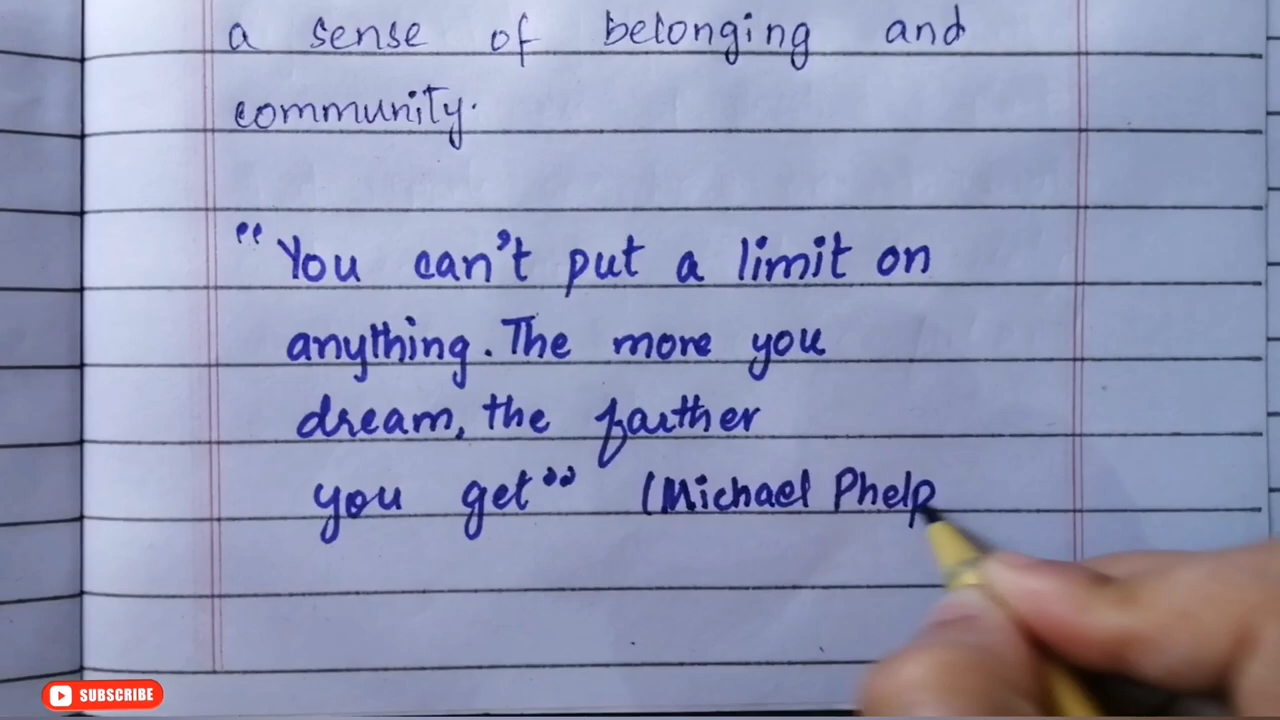 a sense of belonging and
community.
"You can't put a limit on
anything. The more you
dream, the farther
you get" (Michael Phelp
SUBSCRIBE